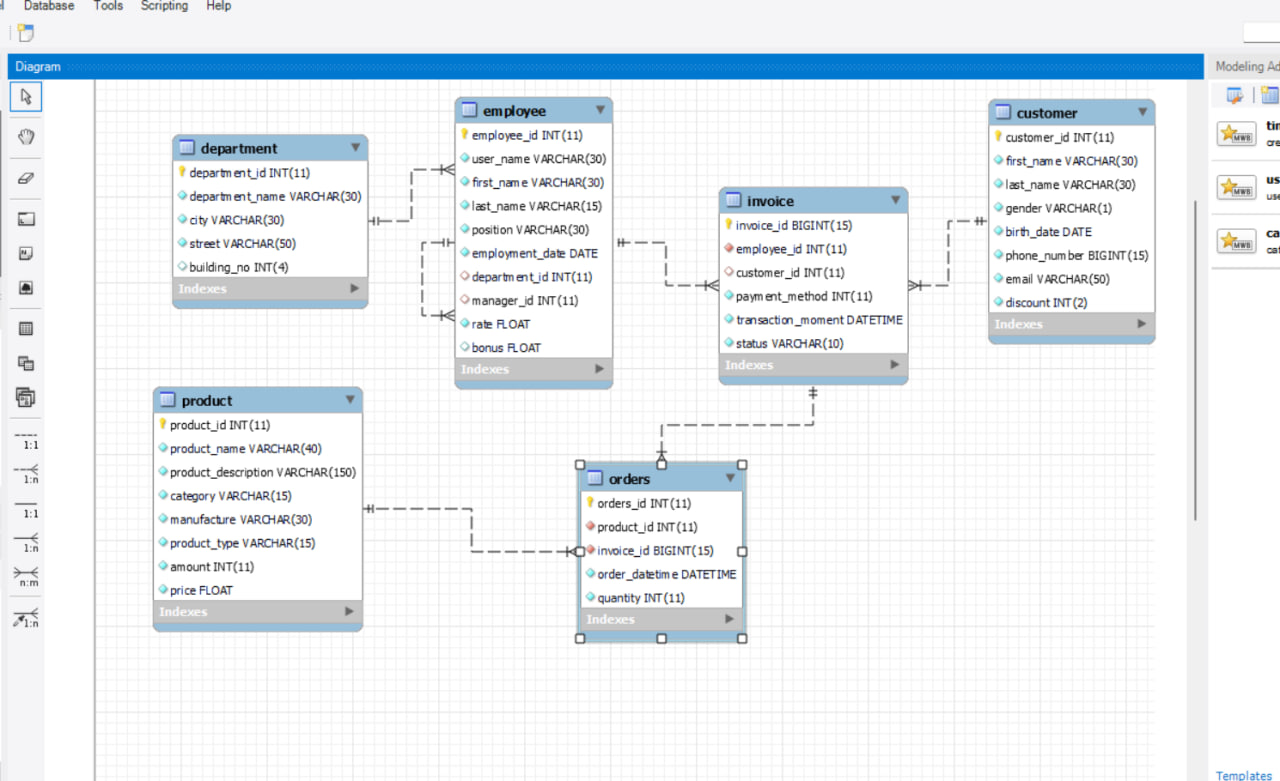 Database Tools Scripting Help
Diagram
Modeling Ad
department
department_id INT(11)
department_name VARCHAR(30)
city VARCHAR(30)
street VARCHAR(50)
building_no INT(4)
Indexes
employee
employee_id INT(11)
user_name VARCHAR(30)
first_name VARCHAR(30)
last_name VARCHAR(15)
position VARCHAR(30)
employment_date DATE
department_id INT(11)
manager_id INT(11)
rate FLOAT
bonus FLOAT
Indexes
invoice
invoice_id BIGINT(15)
employee_id INT(11)
customer_id INT(11)
payment_method INT(11)
transaction_moment DATETIME
status VARCHAR(10)
Indexes
customer
customer_id INT(11)
first_name VARCHAR(30)
last_name VARCHAR(30)
gender VARCHAR(1)
birth_date DATE
phone_number BIGINT(15)
email VARCHAR(50)
discount INT(2)
Indexes
product
product_id INT(11)
product_name VARCHAR(40)
product_description VARCHAR(150)
category VARCHAR(15)
manufacture VARCHAR(30)
product_type VARCHAR(15)
amount INT(11)
price FLOAT
Indexes
orders
orders_id INT(11)
product_id INT(11)
invoice_id BIGINT(15)
order_datetime DATETIME
quantity INT(11)
Indexes
1:1
1:n
1:1
1:n
n:m
1:n
MWB
tim
cre
MWB
us
use
MWB
ca
cat
Templates